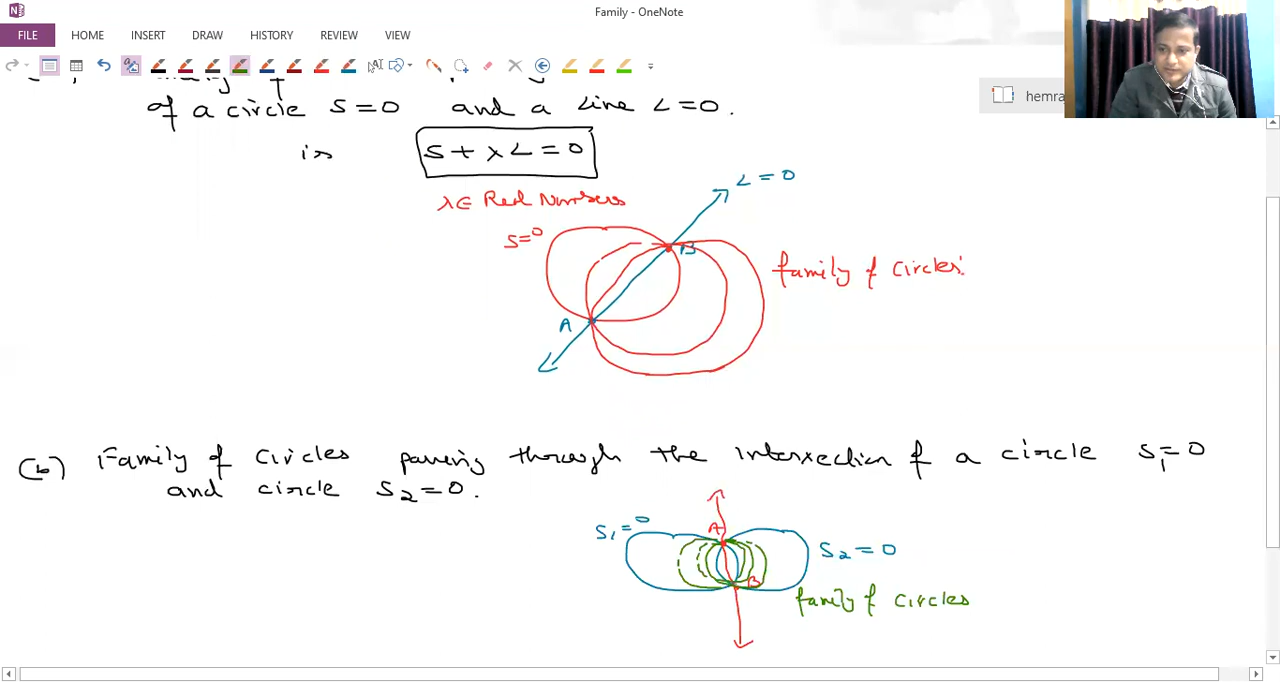 Family - OneNote
FILE HOME INSERT DRAW HISTORY REVIEW VIEW
hemra
of a circle S=0 and a Line L=0.
is S+λL=0
λ∈ Real Numbers
L=0
S=0
B
family of circles:
A
(b) Family of circles passing through the intersection of a circle S1=0
and circle S2=0.
S1=0
A
S2=0
B
family of circles